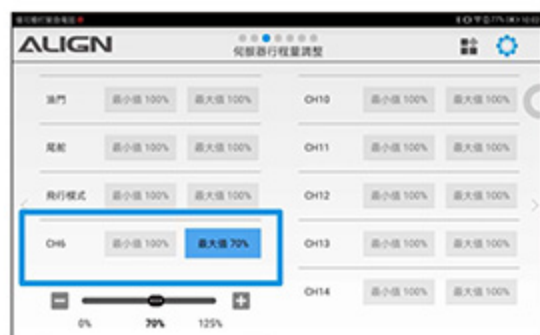 ALIGN
伺服器行程量調整
油門 最小值 100% 最大值 100% CH10 最小值 100% 最大值 100%
尾舵 最小值 100% 最大值 100% CH11 最小值 100% 最大值 100%
飛行模式 最小值 100% 最大值 100% CH12 最小值 100% 最大值 100%
CH6 最小值 100% 最大值 70% CH13 最小值 100% 最大值 100%
CH14 最小值 100% 最大值 100%
0% 70% 125%